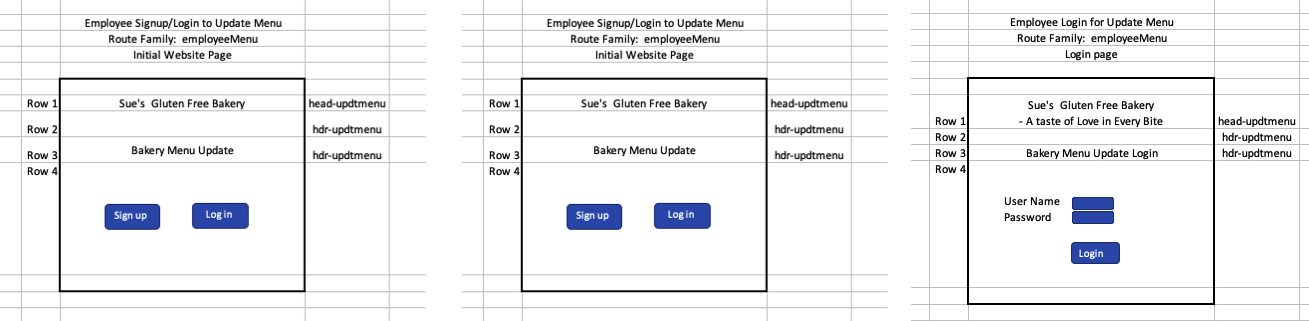 Employee Signup/Login to Update Menu
Route Family: employeeMenu
Initial Website Page
Row 1 Sue's Gluten Free Bakery head-updtmenu
Row 2 hdr-updtmenu
Row 3 Bakery Menu Update hdr-updtmenu
Row 4
Sign up Log in
Employee Signup/Login to Update Menu
Route Family: employeeMenu
Initial Website Page
Row 1 Sue's Gluten Free Bakery head-updtmenu
Row 2 hdr-updtmenu
Row 3 Bakery Menu Update hdr-updtmenu
Row 4
Sign up Log in
Employee Login for Update Menu
Route Family: employeeMenu
Login page
Sue's Gluten Free Bakery
Row 1 - A taste of Love in Every Bite head-updtmenu
Row 2 hdr-updtmenu
Row 3 Bakery Menu Update Login hdr-updtmenu
Row 4
User Name
Password
Login